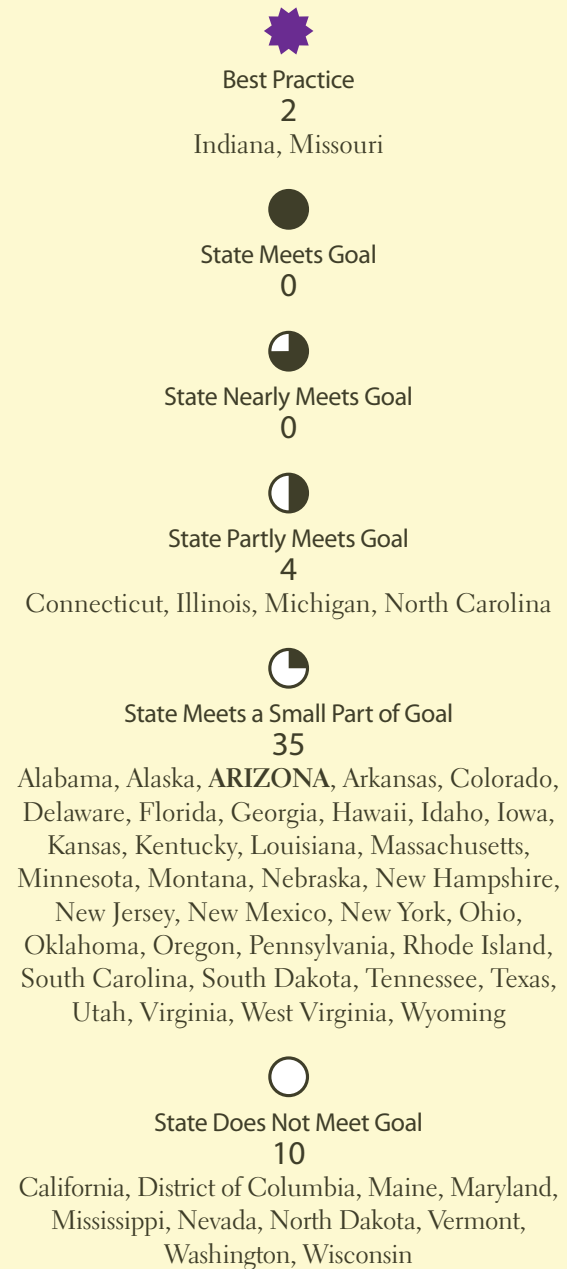 Best Practice
2
Indiana, Missouri
State Meets Goal
0
State Nearly Meets Goal
0
State Partly Meets Goal
4
Connecticut, Illinois, Michigan, North Carolina
State Meets a Small Part of Goal
35
Alabama, Alaska, ARIZONA, Arkansas, Colorado,
Delaware, Florida, Georgia, Hawaii, Idaho, Iowa,
Kansas, Kentucky, Louisiana, Massachusetts,
Minnesota, Montana, Nebraska, New Hampshire,
New Jersey, New Mexico, New York, Ohio,
Oklahoma, Oregon, Pennsylvania, Rhode Island,
South Carolina, South Dakota, Tennessee, Texas,
Utah, Virginia, West Virginia, Wyoming
State Does Not Meet Goal
10
California, District of Columbia, Maine, Maryland,
Mississippi, Nevada, North Dakota, Vermont,
Washington, Wisconsin